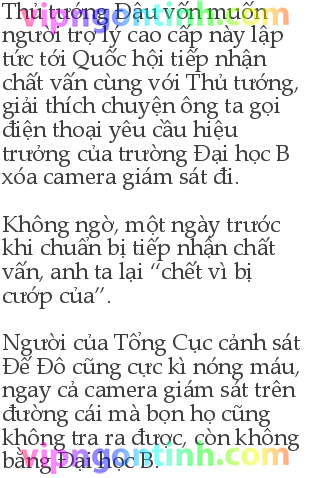 Thủ tướng Đậu vốn muốn
người trợ lý cao cấp này lập
tức tới Quốc hội tiếp nhận
chất vấn cùng với Thủ tướng,
giải thích chuyện ông ta gọi
điện thoại yêu cầu hiệu
trưởng của trường Đại học B
xóa camera giám sát đi.
Không ngờ, một ngày trước
khi chuẩn bị tiếp nhận chất
vấn, anh ta lại “chết vì bị
cướp của”.
Người của Tổng Cục cảnh sát
Đế Đô cũng cực kì nóng máu,
ngay cả camera giám sát trên
đường cái mà bọn họ cũng
không tra ra được, còn không
bằng Đại học B.
vipngontinh.com
vipngontinh.com